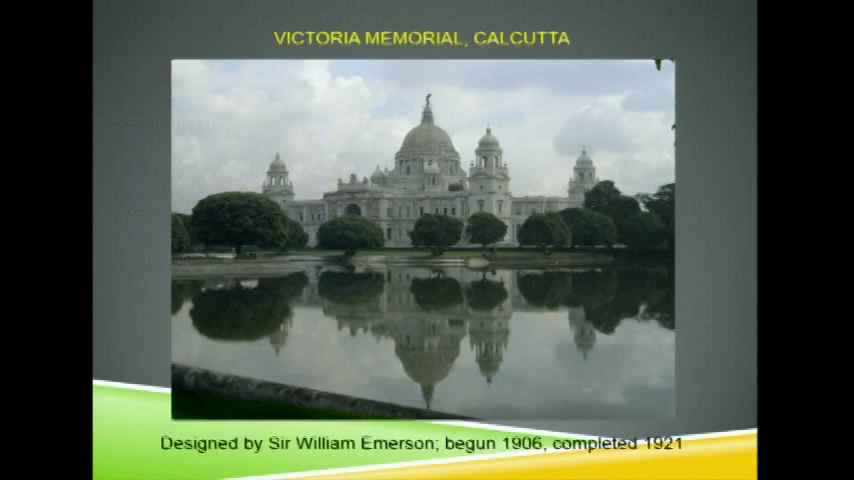 VICTORIA MEMORIAL, CALCUTTA
Designed by Sir William Emerson; begun 1906, completed 1921